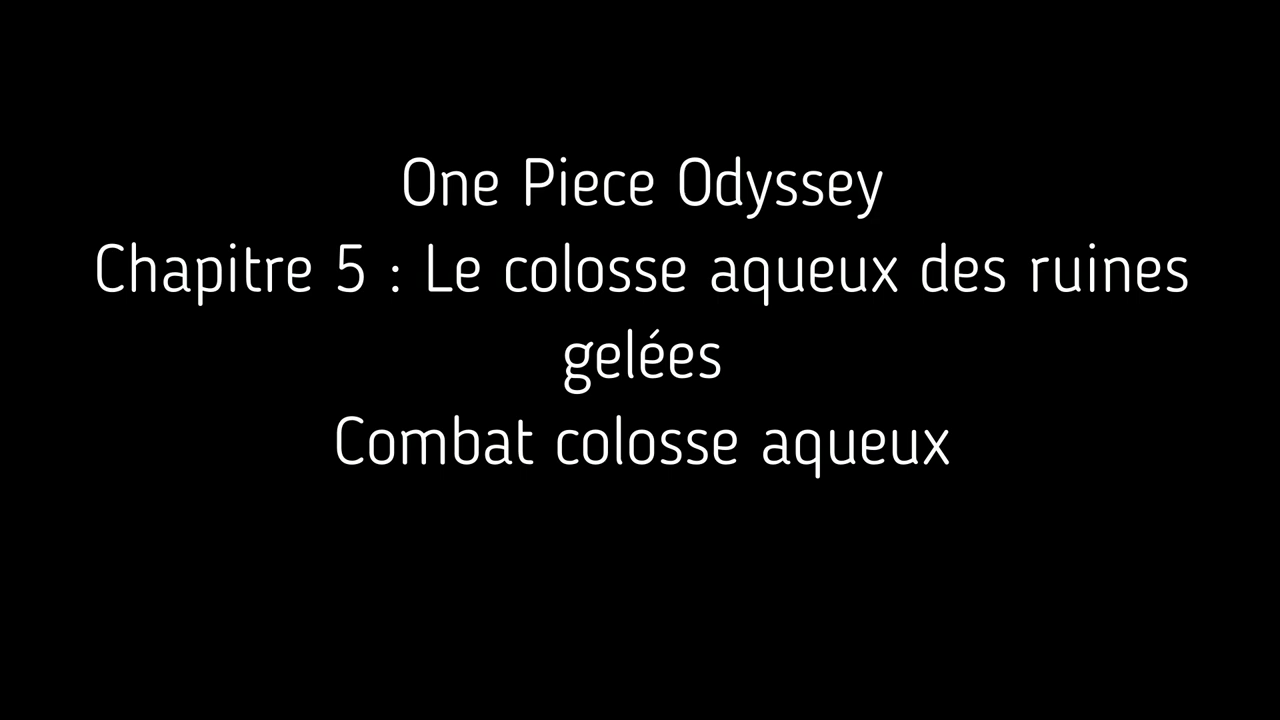 One Piece Odyssey
Chapitre 5 : Le colosse aqueux des ruines
gelées
Combat colosse aqueux